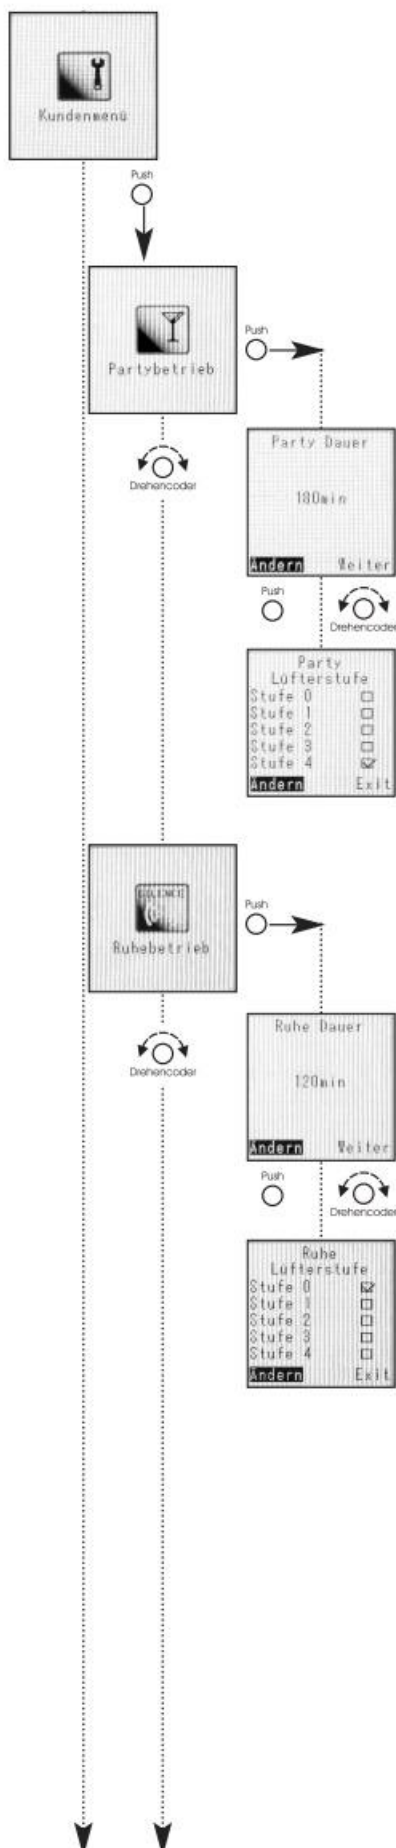 Kundenmenü
Push
Partybetrieb
Push
Drehencoder
Party Dauer
180min
Ändern Weiter
Push
Drehencoder
Party
Lüfterstufe
Stufe 0
Stufe 1
Stufe 2
Stufe 3
Stufe 4
Ändern Exit
SILENCE
Ruhebetrieb
Push
Drehencoder
Ruhe Dauer
120min
Ändern Weiter
Push
Drehencoder
Ruhe
Lüfterstufe
Stufe 0
Stufe 1
Stufe 2
Stufe 3
Stufe 4
Ändern Exit